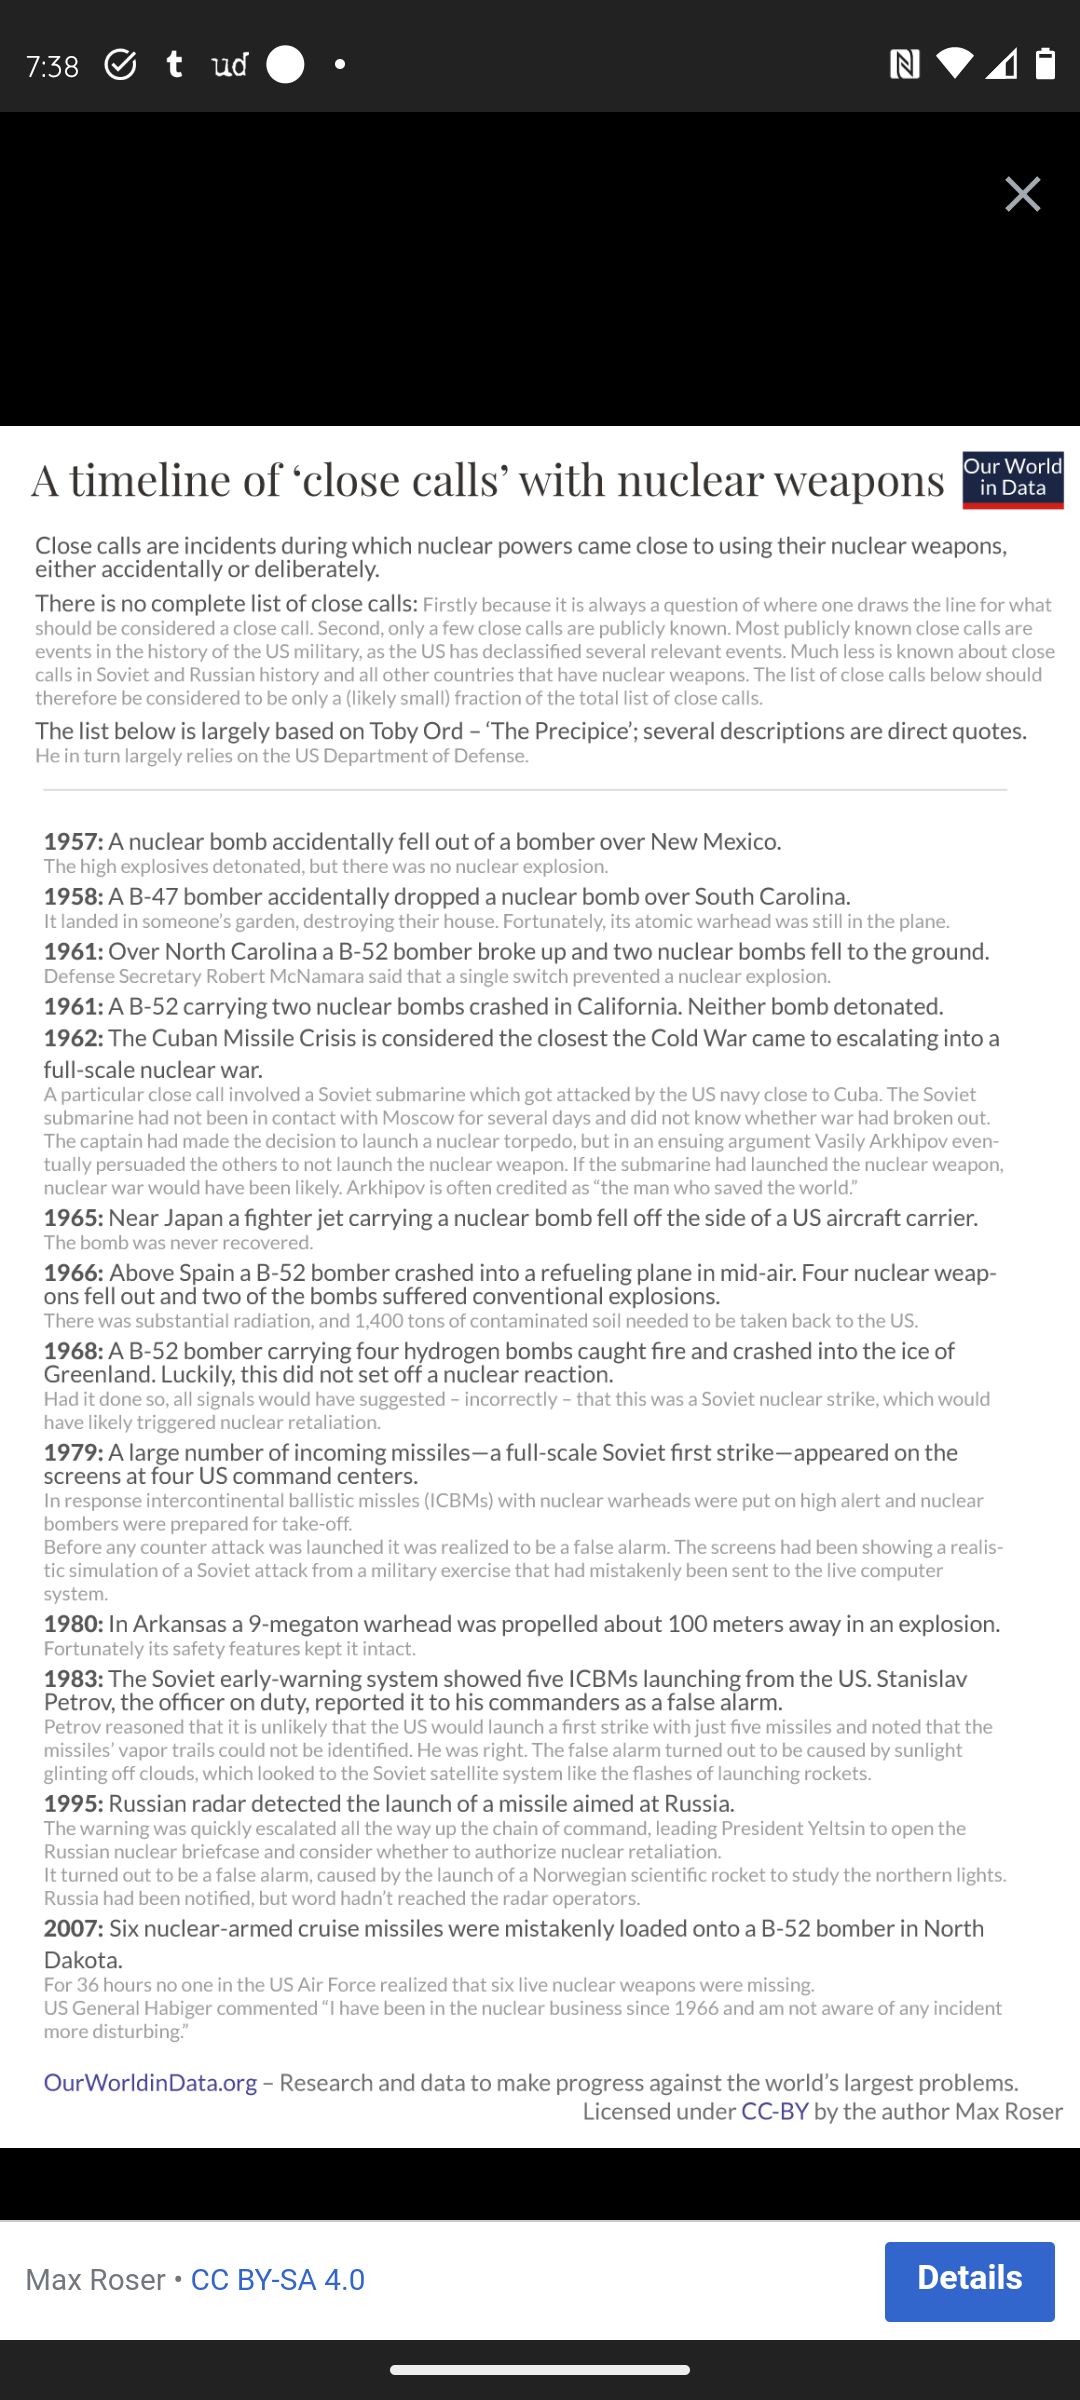 7:38
t
ud
A timeline of ‘close calls’ with nuclear weapons
Our World
in Data
Close calls are incidents during which nuclear powers came close to using their nuclear weapons,
either accidentally or deliberately.
There is no complete list of close calls: Firstly because it is always a question of where one draws the line for what
should be considered a close call. Second, only a few close calls are publicly known. Most publicly known close calls are
events in the history of the US military, as the US has declassified several relevant events. Much less is known about close
calls in Soviet and Russian history and all other countries that have nuclear weapons. The list of close calls below should
therefore be considered to be only a (likely small) fraction of the total list of close calls.
The list below is largely based on Toby Ord – ‘The Precipice’; several descriptions are direct quotes.
He in turn largely relies on the US Department of Defense.
1957: A nuclear bomb accidentally fell out of a bomber over New Mexico.
The high explosives detonated, but there was no nuclear explosion.
1958: A B-47 bomber accidentally dropped a nuclear bomb over South Carolina.
It landed in someone’s garden, destroying their house. Fortunately, its atomic warhead was still in the plane.
1961: Over North Carolina a B-52 bomber broke up and two nuclear bombs fell to the ground.
Defense Secretary Robert McNamara said that a single switch prevented a nuclear explosion.
1961: A B-52 carrying two nuclear bombs crashed in California. Neither bomb detonated.
1962: The Cuban Missile Crisis is considered the closest the Cold War came to escalating into a
full-scale nuclear war.
A particular close call involved a Soviet submarine which got attacked by the US navy close to Cuba. The Soviet
submarine had not been in contact with Moscow for several days and did not know whether war had broken out.
The captain had made the decision to launch a nuclear torpedo, but in an ensuing argument Vasily Arkhipov even-
tually persuaded the others to not launch the nuclear weapon. If the submarine had launched the nuclear weapon,
nuclear war would have been likely. Arkhipov is often credited as “the man who saved the world.”
1965: Near Japan a fighter jet carrying a nuclear bomb fell off the side of a US aircraft carrier.
The bomb was never recovered.
1966: Above Spain a B-52 bomber crashed into a refueling plane in mid-air. Four nuclear weap-
ons fell out and two of the bombs suffered conventional explosions.
There was substantial radiation, and 1,400 tons of contaminated soil needed to be taken back to the US.
1968: A B-52 bomber carrying four hydrogen bombs caught fire and crashed into the ice of
Greenland. Luckily, this did not set off a nuclear reaction.
Had it done so, all signals would have suggested – incorrectly – that this was a Soviet nuclear strike, which would
have likely triggered nuclear retaliation.
1979: A large number of incoming missiles—a full-scale Soviet first strike—appeared on the
screens at four US command centers.
In response intercontinental ballistic missles (ICBMs) with nuclear warheads were put on high alert and nuclear
bombers were prepared for take-off.
Before any counter attack was launched it was realized to be a false alarm. The screens had been showing a realis-
tic simulation of a Soviet attack from a military exercise that had mistakenly been sent to the live computer
system.
1980: In Arkansas a 9-megaton warhead was propelled about 100 meters away in an explosion.
Fortunately its safety features kept it intact.
1983: The Soviet early-warning system showed five ICBMs launching from the US. Stanislav
Petrov, the officer on duty, reported it to his commanders as a false alarm.
Petrov reasoned that it is unlikely that the US would launch a first strike with just five missiles and noted that the
missiles’ vapor trails could not be identified. He was right. The false alarm turned out to be caused by sunlight
glinting off clouds, which looked to the Soviet satellite system like the flashes of launching rockets.
1995: Russian radar detected the launch of a missile aimed at Russia.
The warning was quickly escalated all the way up the chain of command, leading President Yeltsin to open the
Russian nuclear briefcase and consider whether to authorize nuclear retaliation.
It turned out to be a false alarm, caused by the launch of a Norwegian scientific rocket to study the northern lights.
Russia had been notified, but word hadn’t reached the radar operators.
2007: Six nuclear-armed cruise missiles were mistakenly loaded onto a B-52 bomber in North
Dakota.
For 36 hours no one in the US Air Force realized that six live nuclear weapons were missing.
US General Habiger commented “I have been in the nuclear business since 1966 and am not aware of any incident
more disturbing.”
OurWorldinData.org – Research and data to make progress against the world’s largest problems.
Licensed under CC-BY by the author Max Roser
Max Roser • CC BY-SA 4.0
Details